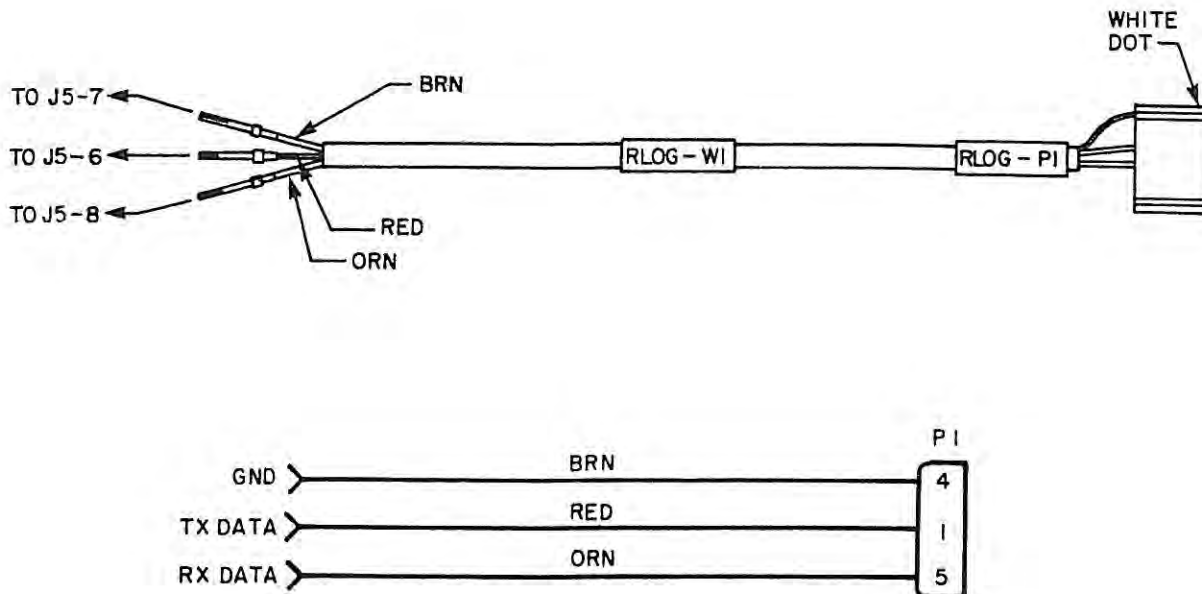 WHITE
DOT
BRN
TO J5-7
TO J5-6
RLOG-W1
RLOG-P1
TO J5-8
RED
ORN
P1
GND
BRN
4
TX DATA
RED
1
RX DATA
ORN
5